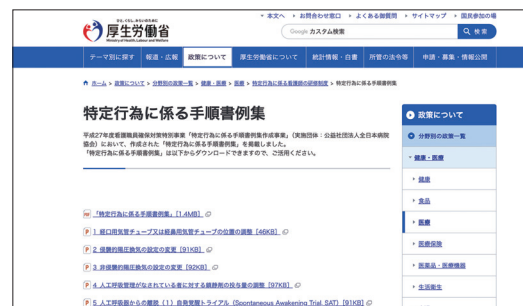 本文へ お問合わせ窓口 よくある御質問 サイトマップ 国民参加の場
ひと、くらし、みらいのために
厚生労働省
Ministry of Health, Labour and Welfare
Google カスタム検索 検索
テーマ別に探す 報道・広報 政策について 厚生労働省について 統計情報・白書 所管の法令等 申請・募集・情報公開
ホーム > 政策について > 分野別の政策一覧 > 健康・医療 > 医療 > 特定行為に係る看護師の研修制度 > 特定行為に係る手順書例集
特定行為に係る手順書例集
平成27年度看護職員確保対策特別事業「特定行為に係る手順書例集作成事業」（実施団体：公益社団法人全日本病院
協会）において、作成された「特定行為に係る手順書例集」を掲載しました。
「特定行為に係る手順書例集」は以下からダウンロードできますので、ご活用ください。
「特定行為に係る手順書例集」[1.4MB]
1 経口用気管チューブ又は経鼻用気管チューブの位置の調整 [46KB]
2 侵襲的陽圧換気の設定の変更 [91KB]
3 非侵襲的陽圧換気の設定の変更 [92KB]
4 人工呼吸管理がなされている者に対する鎮静薬の投与量の調整 [97KB]
5 人工呼吸器からの離脱（1）自発覚醒トライアル（Spontaneous Awakening Trial, SAT）[91KB]
政策について
分野別の政策一覧
健康・医療
健康
食品
医療
医療保険
医薬品・医療機器
生活衛生